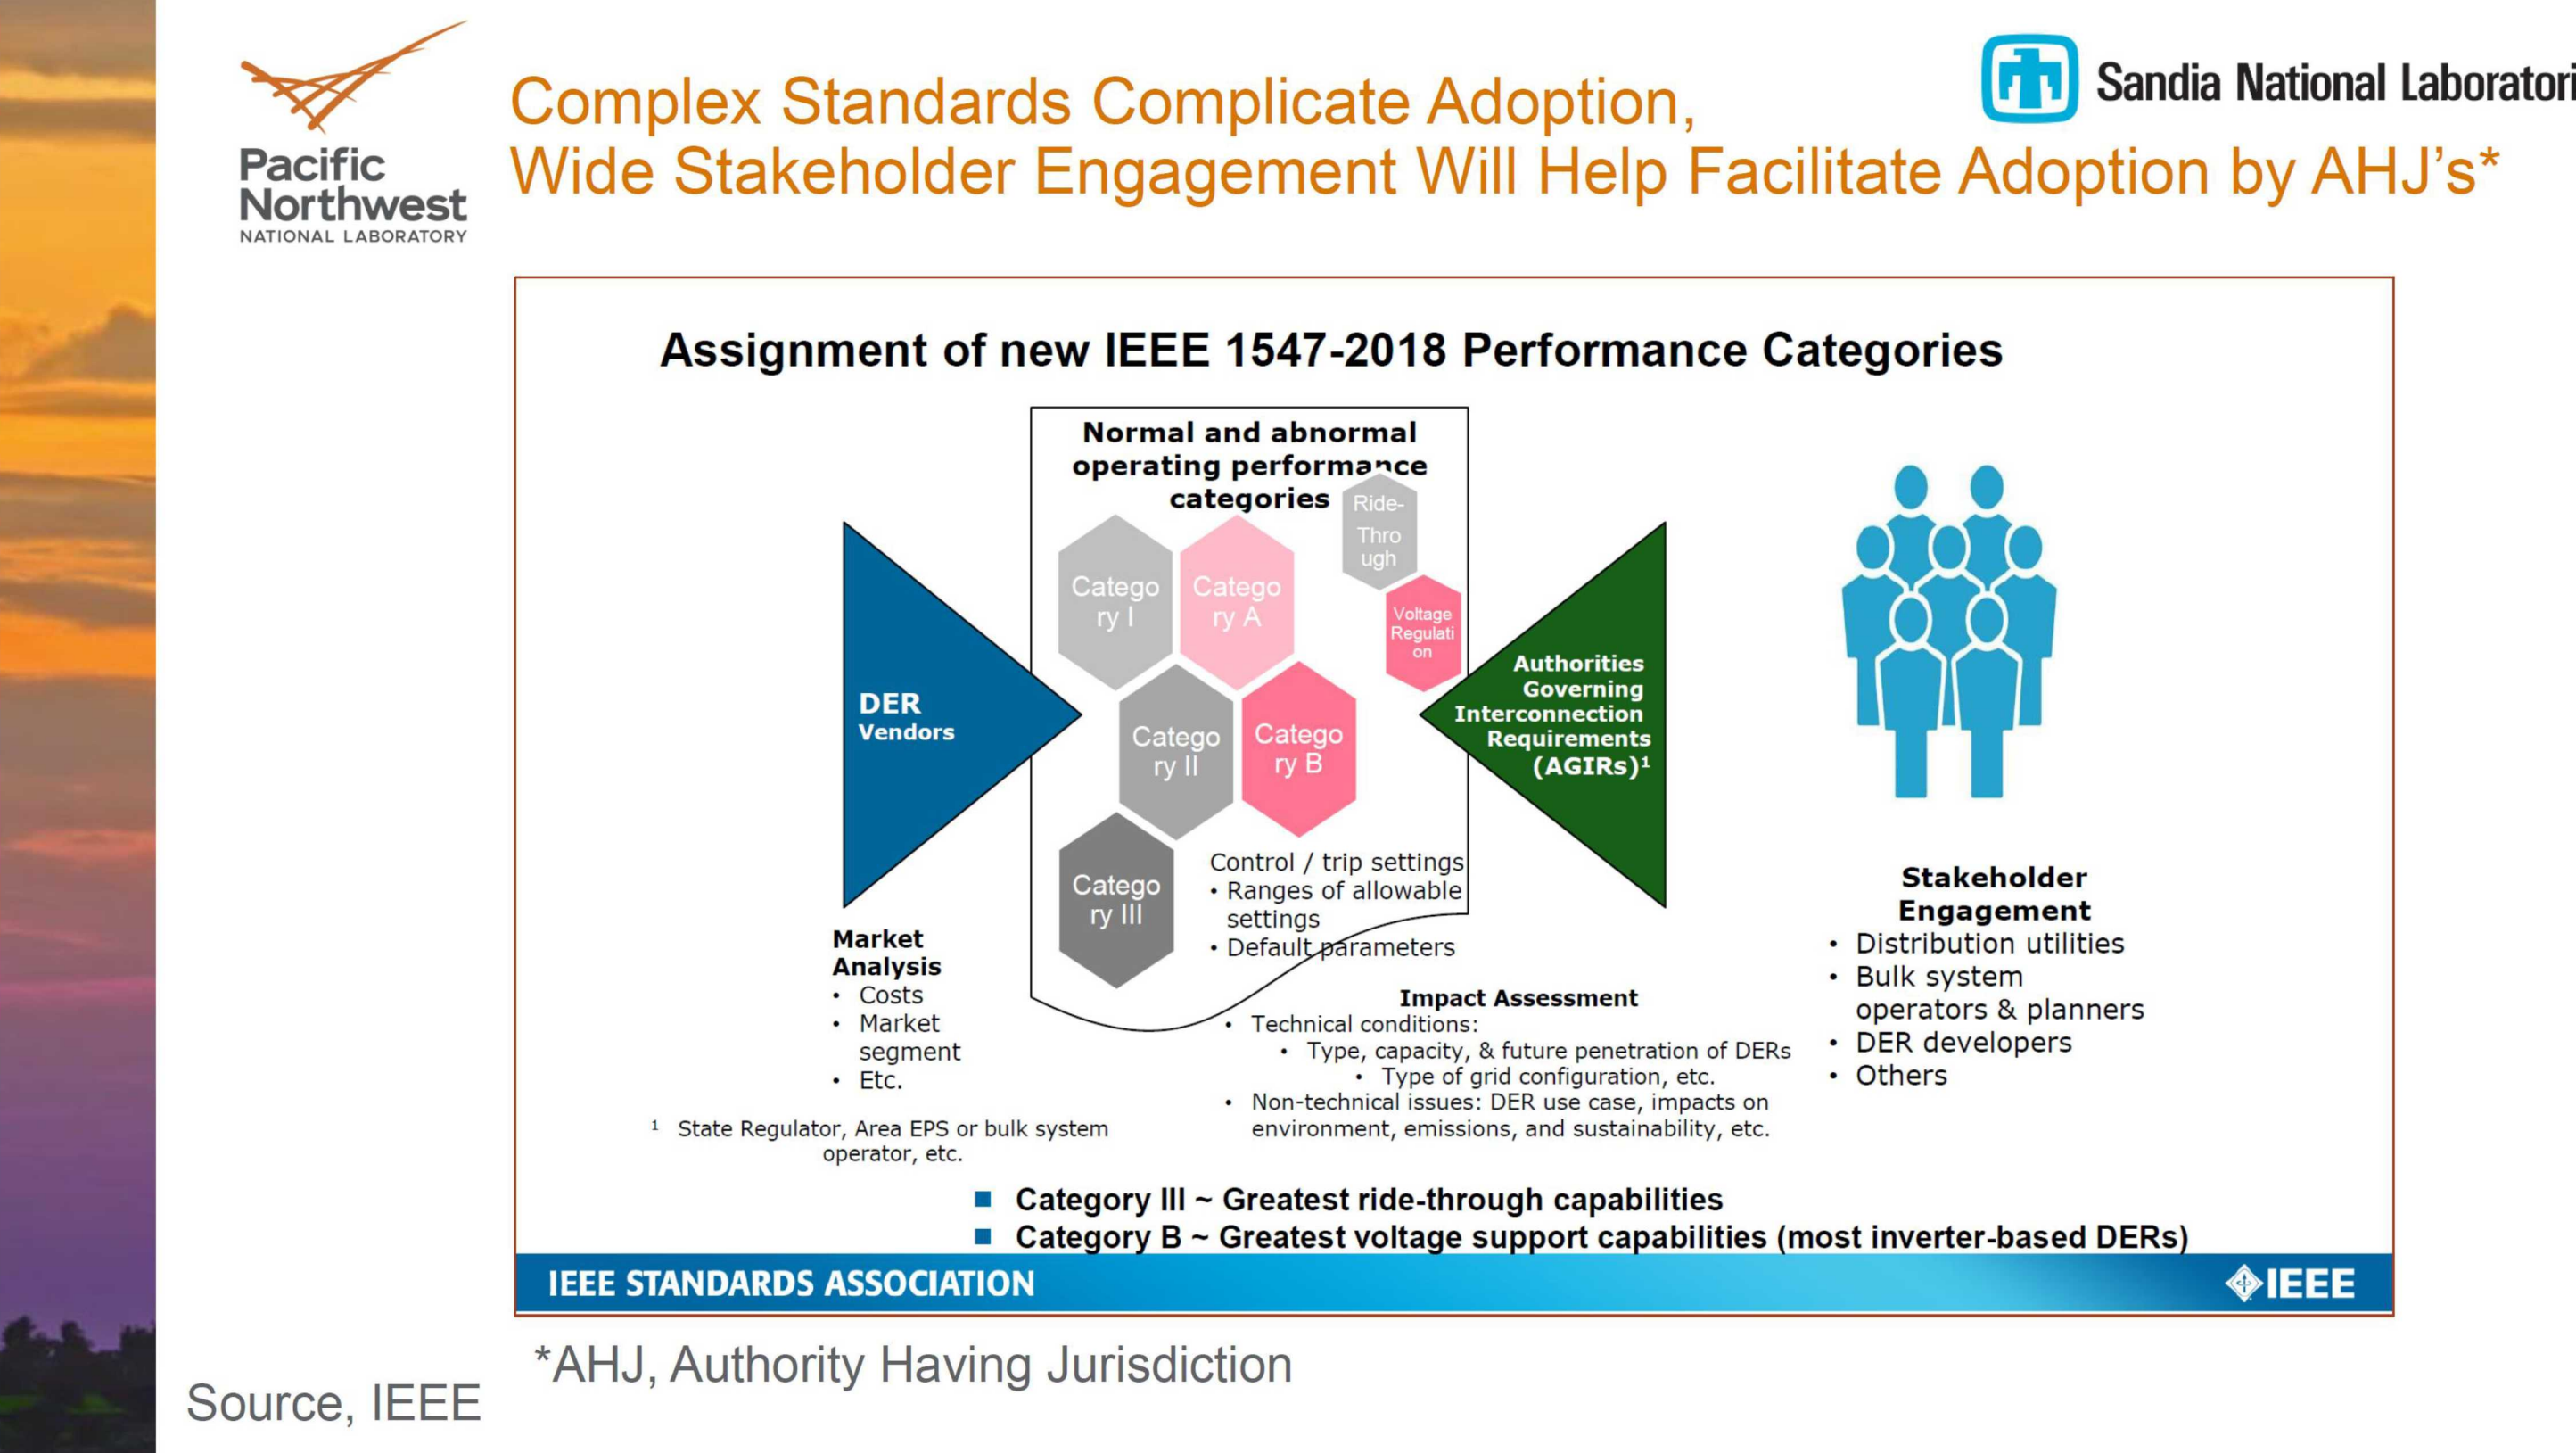 Pacific
Northwest
NATIONAL LABORATORY
Complex Standards Complicate Adoption,
Wide Stakeholder Engagement Will Help Facilitate Adoption by AHJ's*
Sandia National Laboratori
Assignment of new IEEE 1547-2018 Performance Categories
Normal and abnormal
operating performance
categories
Ride-
Thro
ugh
Voltage
Regulati
on
Catego
ry I
Catego
ry A
Catego
ry II
Catego
ry B
Catego
ry III
Control / trip settings
• Ranges of allowable
settings
• Default parameters
DER
Vendors
Authorities
Governing
Interconnection
Requirements
(AGIRs)¹
Market
Analysis
• Costs
• Market
segment
• Etc.
Impact Assessment
• Technical conditions:
• Type, capacity, & future penetration of DERs
• Type of grid configuration, etc.
• Non-technical issues: DER use case, impacts on
environment, emissions, and sustainability, etc.
Stakeholder
Engagement
• Distribution utilities
• Bulk system
operators & planners
• DER developers
• Others
¹ State Regulator, Area EPS or bulk system
operator, etc.
■ Category III ~ Greatest ride-through capabilities
■ Category B ~ Greatest voltage support capabilities (most inverter-based DERs)
IEEE STANDARDS ASSOCIATION
IEEE
*AHJ, Authority Having Jurisdiction
Source, IEEE